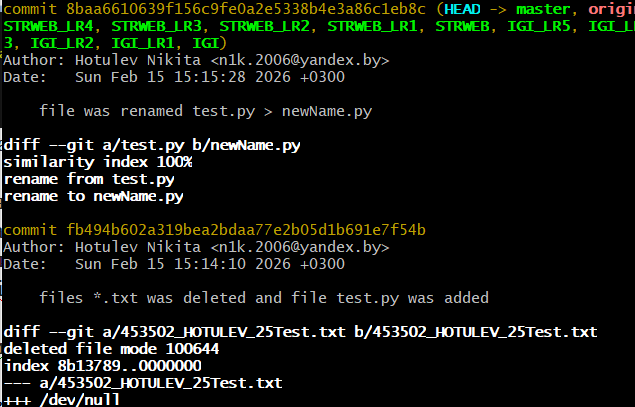 commit 8baa6610639f156c9fe0a2e5338b4e3a86c1eb8c (HEAD -> master, origin
STRWEB_LR4, STRWEB_LR3, STRWEB_LR2, STRWEB_LR1, STRWEB, IGI_LR5, IGI_L
3, IGI_LR2, IGI_LR1, IGI)
Author: Hotulev Nikita <n1k.2006@yandex.by>
Date:   Sun Feb 15 15:15:28 2026 +0300
file was renamed test.py > newName.py
diff --git a/test.py b/newName.py
similarity index 100%
rename from test.py
rename to newName.py
commit fb494b602a319bea2bdaa77e2b05d1b691e7f54b
Author: Hotulev Nikita <n1k.2006@yandex.by>
Date:   Sun Feb 15 15:14:10 2026 +0300
files *.txt was deleted and file test.py was added
diff --git a/453502_HOTULEV_25Test.txt b/453502_HOTULEV_25Test.txt
deleted file mode 100644
index 8b13789..0000000
--- a/453502_HOTULEV_25Test.txt
+++ /dev/null